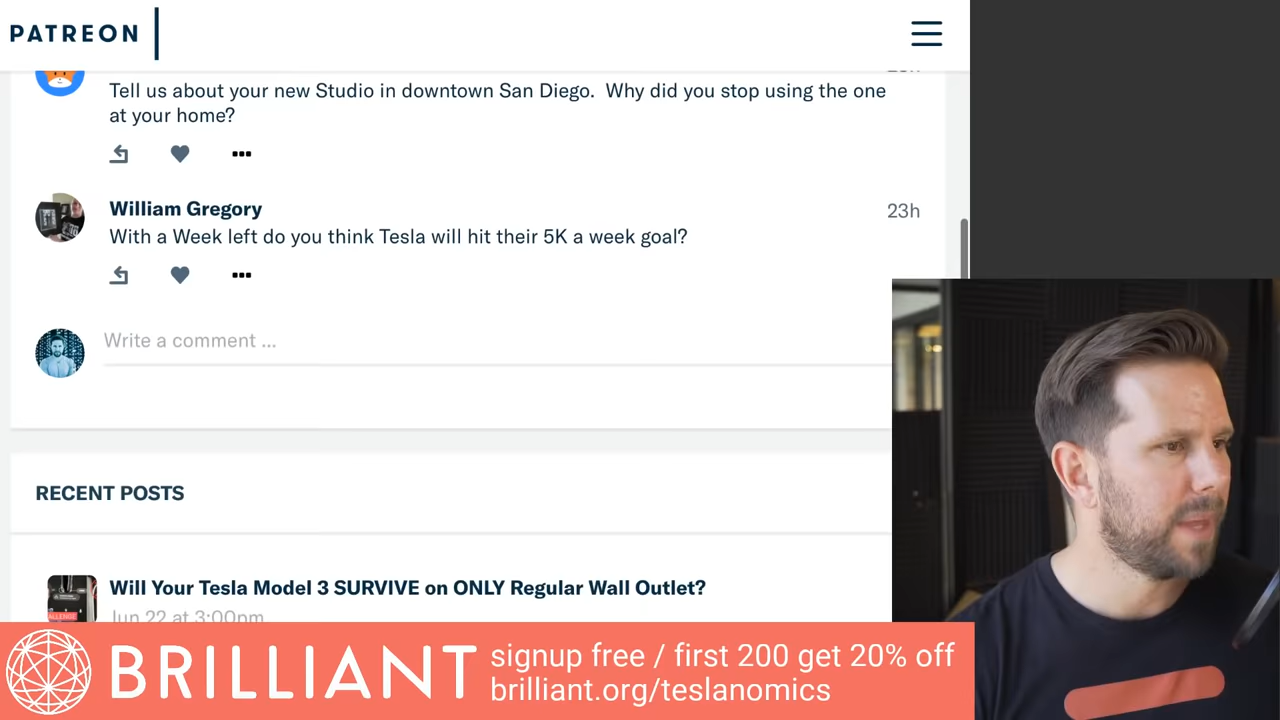 PATREON
Tell us about your new Studio in downtown San Diego. Why did you stop using the one
at your home?
William Gregory
23h
With a Week left do you think Tesla will hit their 5K a week goal?
Write a comment ...
RECENT POSTS
Will Your Tesla Model 3 SURVIVE on ONLY Regular Wall Outlet?
Jun 22 at 3:00pm
BRILLIANT
signup free / first 200 get 20% off
brilliant.org/teslanomics